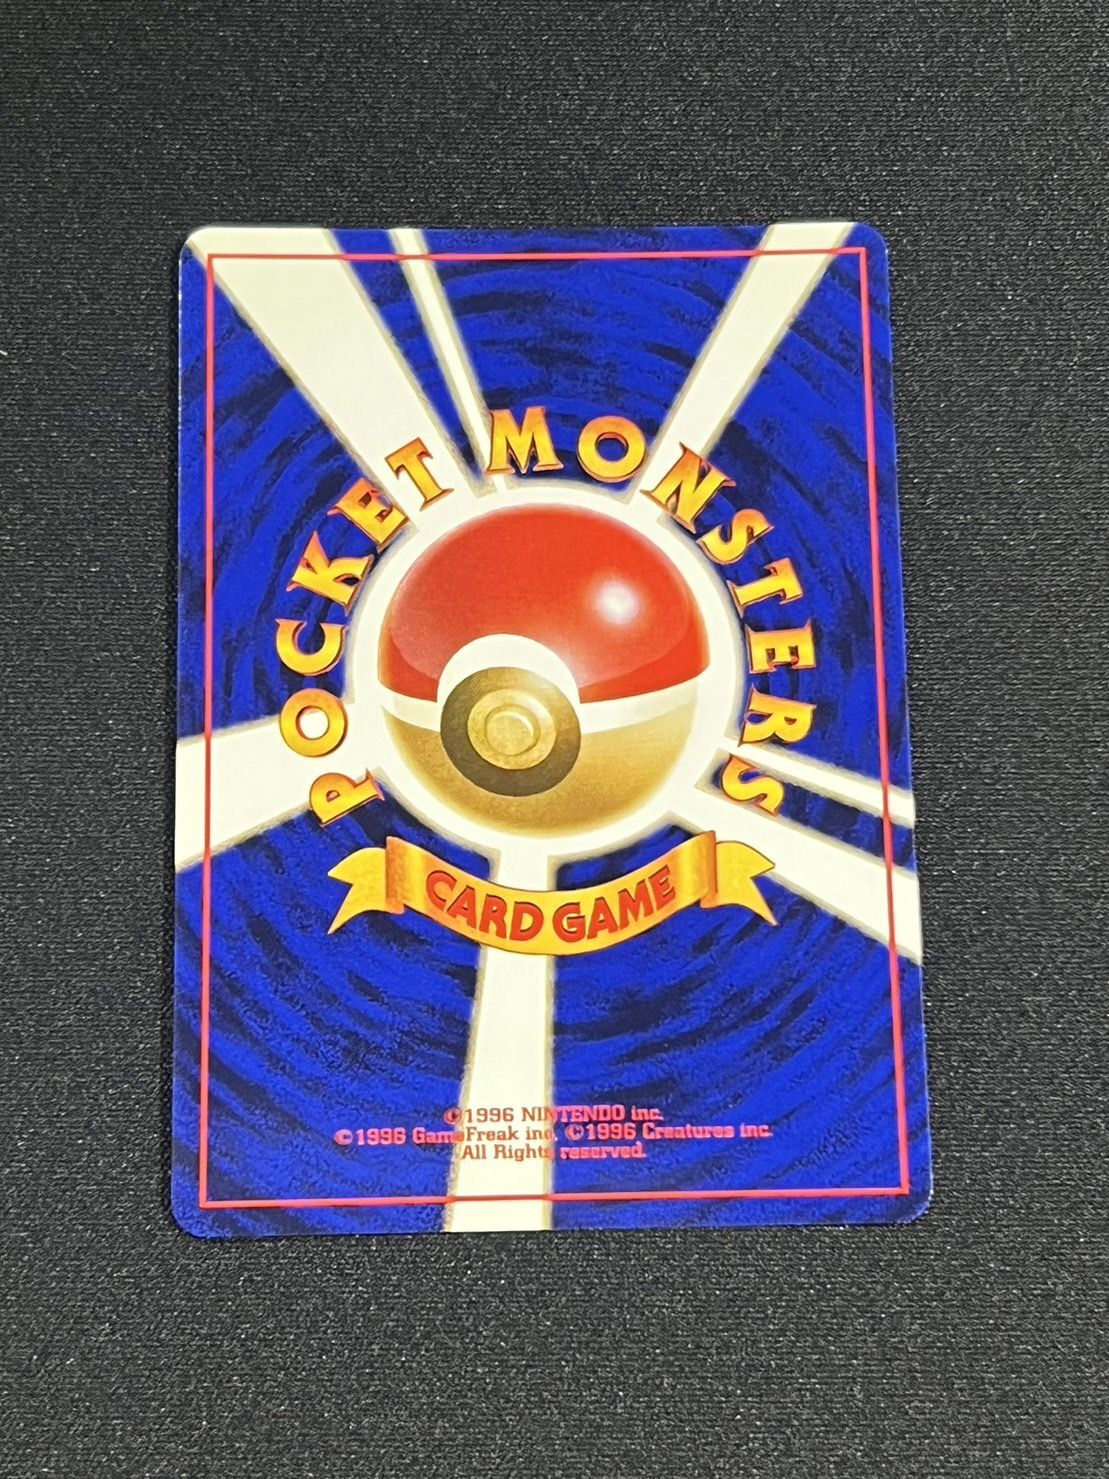 POCKET MONSTERS
CARD GAME
©1996 NINTENDO inc.
©1996 GameFreak inc. ©1996 Creatures inc.
All Rights reserved.